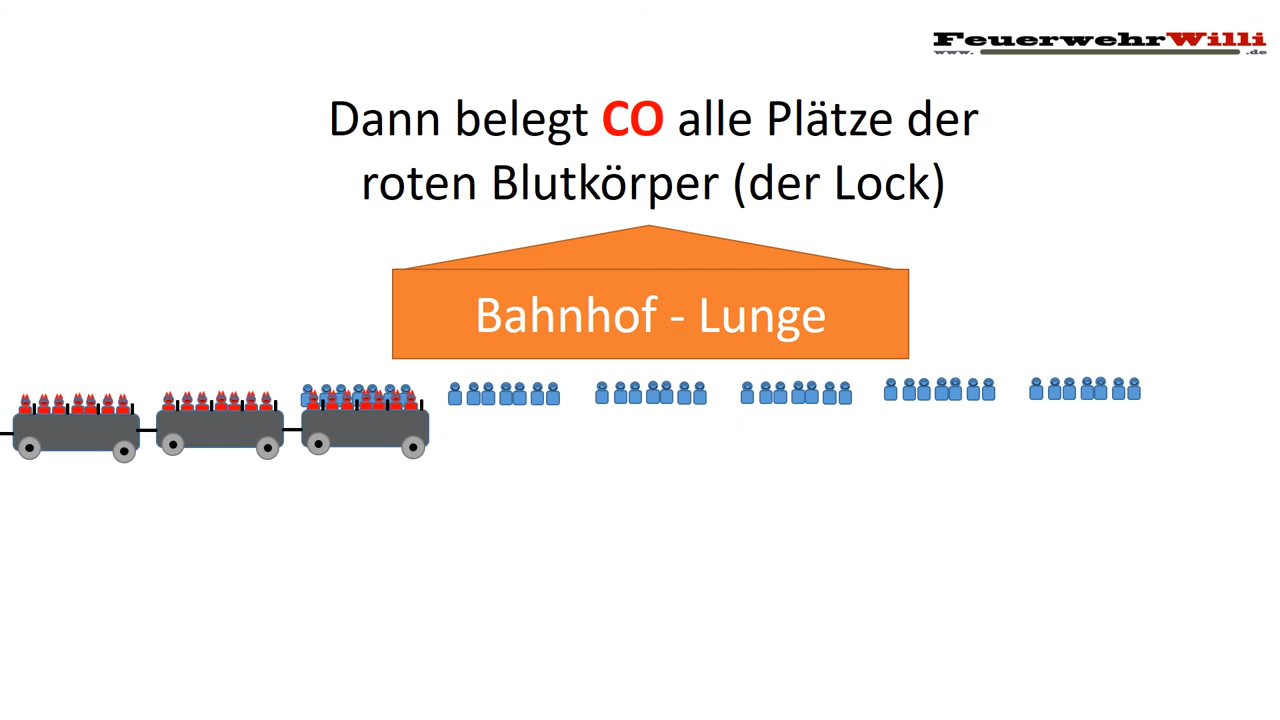 FeuerwehrWilli
www. .de
Dann belegt CO alle Plätze der
roten Blutkörper (der Lock)
Bahnhof - Lunge